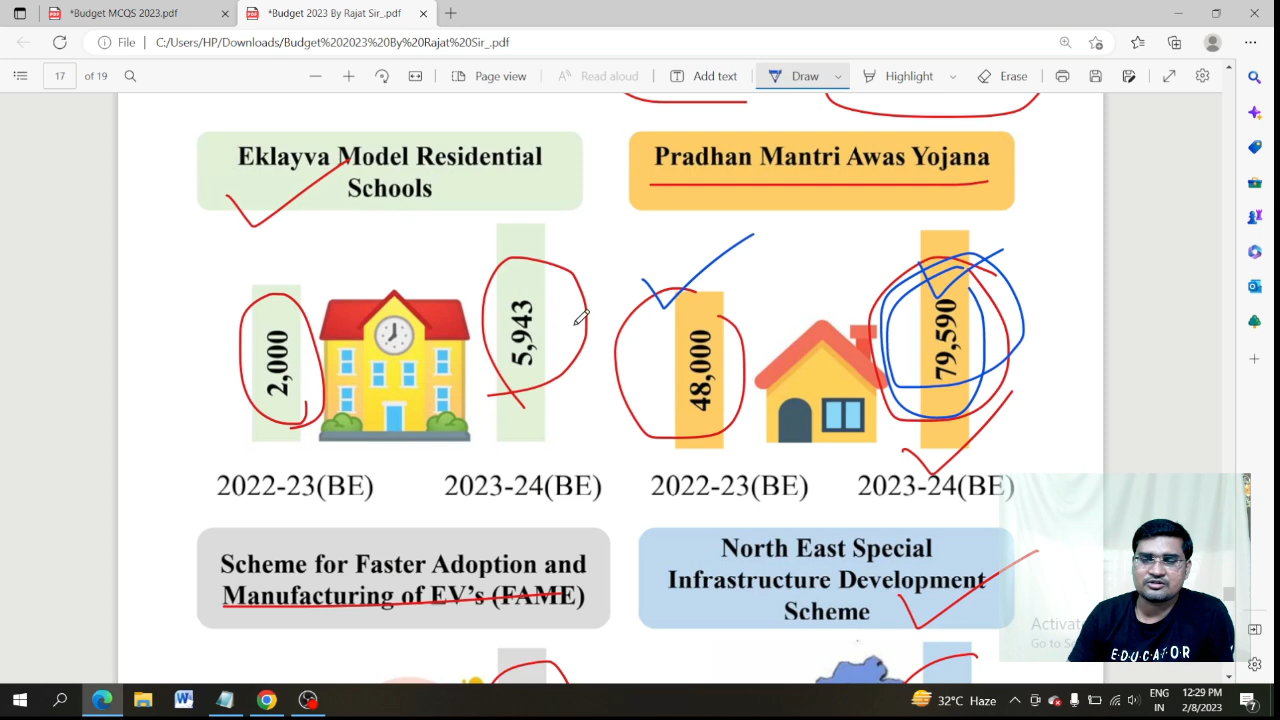 *Budget MCQS 2023.pdf
*Budget 2023 By Rajat Sir_.pdf
File
C:/Users/HP/Downloads/Budget%202023%20By%20Rajat%20Sir_.pdf
17
of 19
Page view
Read aloud
Add text
Draw
Highlight
Erase
Eklayva Model Residential
Schools
Pradhan Mantri Awas Yojana
2,000
5,943
48,000
79,590
2022-23(BE)
2023-24(BE)
2022-23(BE)
2023-24(BE)
Scheme for Faster Adoption and
Manufacturing of EV's (FAME)
North East Special
Infrastructure Development
Scheme
EDUCATOR
32°C Haze
ENG
IN
12:29 PM
2/8/2023
7